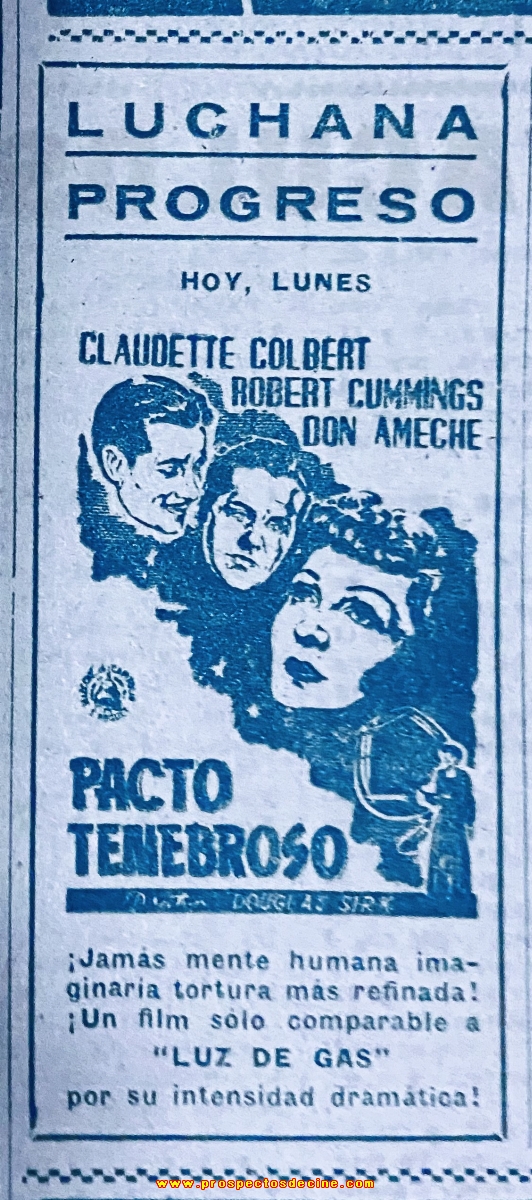 LUCHANA
PROGRESO
HOY, LUNES
CLAUDETTE COLBERT
ROBERT CUMMINGS
DON AMECHE
PACTO
TENEBROSO
DOUGLAS SIRK
¡Jamás mente humana ima-
ginaría tortura más refinada!
¡Un film sólo comparable a
"LUZ DE GAS"
por su intensidad dramática!
www.prospectosdecine.com